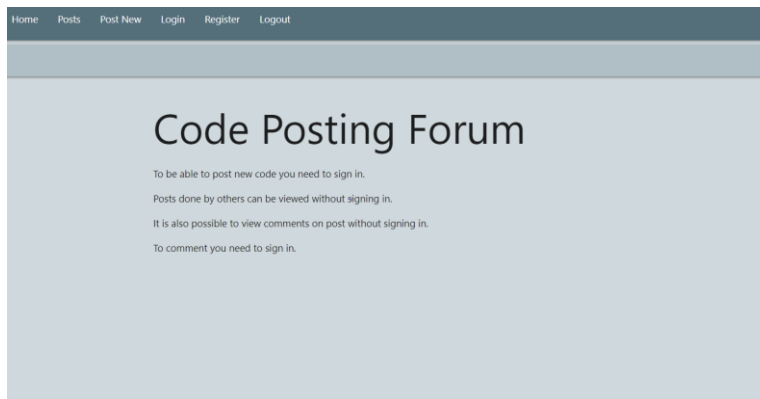 Home Posts Post New Login Register Logout
Code Posting Forum
To be able to post new code you need to sign in.
Posts done by others can be viewed without signing in.
It is also possible to view comments on post without signing in.
To comment you need to sign in.